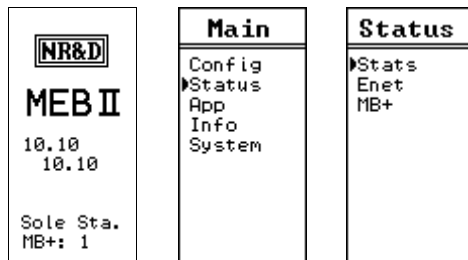 NR&D
MEB II
10.10
10.10
Sole Sta.
MB+: 1
Main
Config
Status
App
Info
System
Status
Stats
Enet
MB+